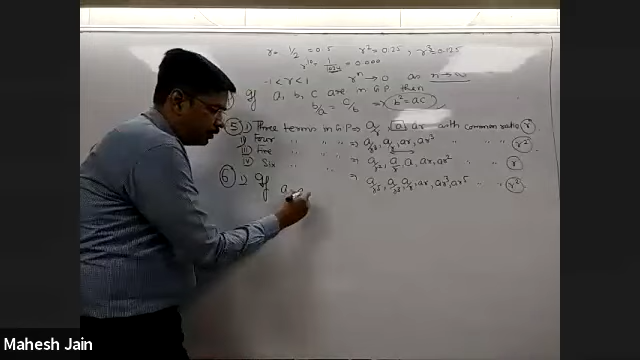 r = 1/2 = 0.5 r² = 0.25, r³ = 0.125
r¹⁰ = 1/1024 = 0.000
-1 < r < 1 rⁿ → 0 as n → ∞
If a, b, c are in GP then
b/a = c/b ⇒ b² = ac
5 i) Three terms in GP ⇒ a/r, a, ar with common ratio r
ii) Four " " " ⇒ a/r³, a/r, ar, ar³ " " r²
iii) Five " " " ⇒ a/r², a/r, a, ar, ar² " " r
iv) Six " " " ⇒ a/r⁵, a/r³, a/r, ar, ar³, ar⁵ " " r²
6 i) If a
Mahesh Jain